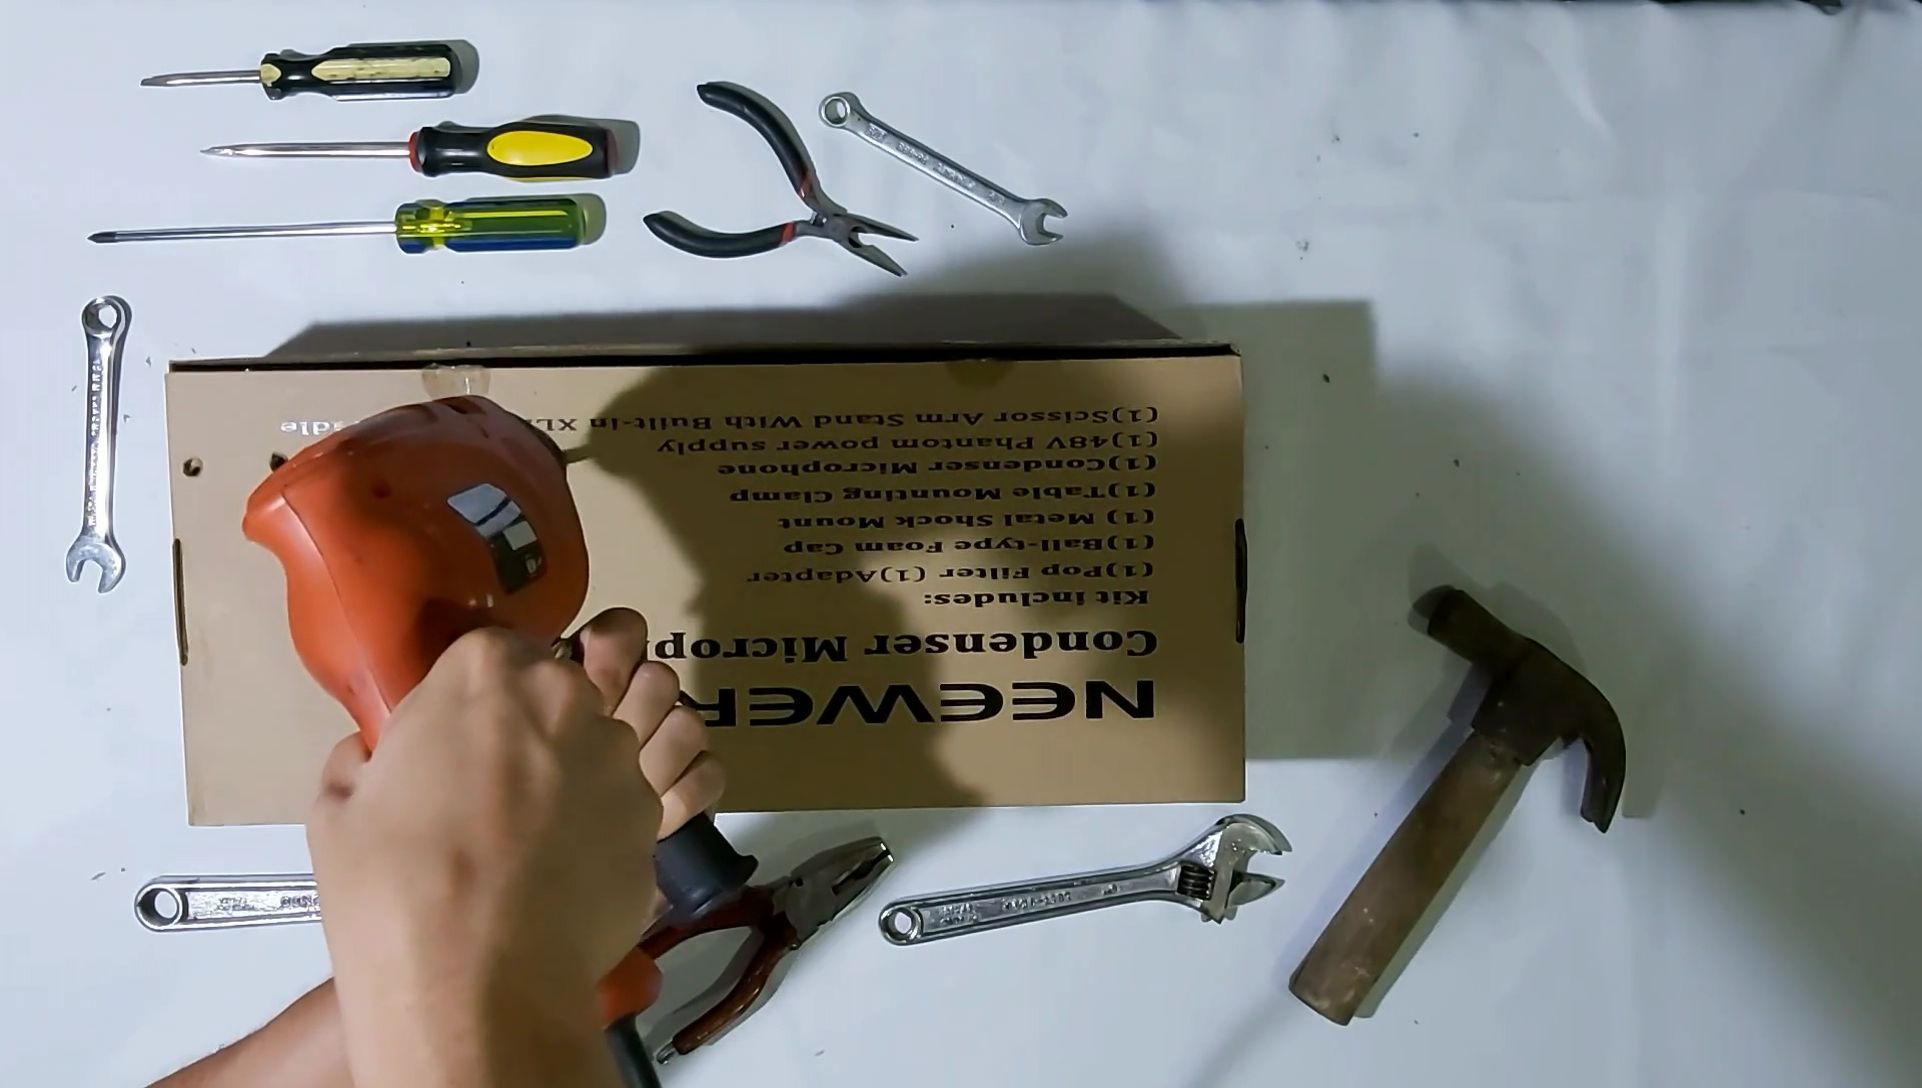 NEEWER
Condenser Microp
Kit includes:
(1)Pop Filter (1)Adapter
(1)Ball-type Foam Cap
(1) Metal Shock Mount
(1)Table Mounting Clamp
(1)Condenser Microphone
(1)48V Phantom power supply
(1)Scissor Arm Stand With Built-in XL